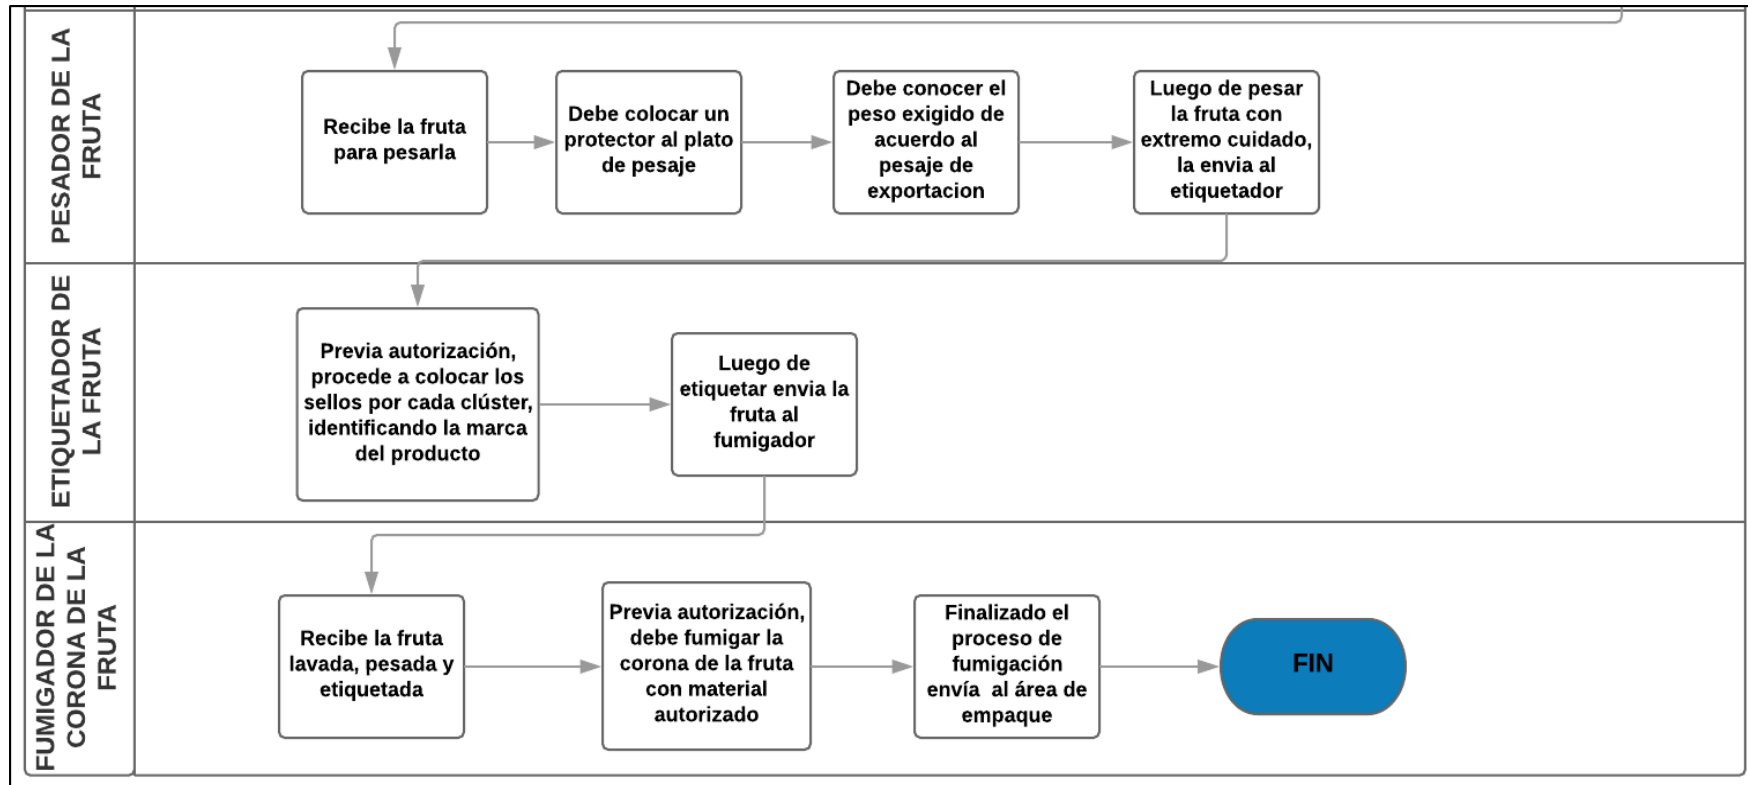 PESADOR DE LA
FRUTA
Recibe la fruta
para pesarla
Debe colocar un
protector al plato
de pesaje
Debe conocer el
peso exigido de
acuerdo al
pesaje de
exportacion
Luego de pesar
la fruta con
extremo cuidado,
la envia al
etiquetador
ETIQUETADOR DE
LA FRUTA
Previa autorización,
procede a colocar los
sellos por cada clúster,
identificando la marca
del producto
Luego de
etiquetar envia la
fruta al
fumigador
FUMIGADOR DE LA
CORONA DE LA
FRUTA
Recibe la fruta
lavada, pesada y
etiquetada
Previa autorización,
debe fumigar la
corona de la fruta
con material
autorizado
Finalizado el
proceso de
fumigación
envía al área de
empaque
FIN